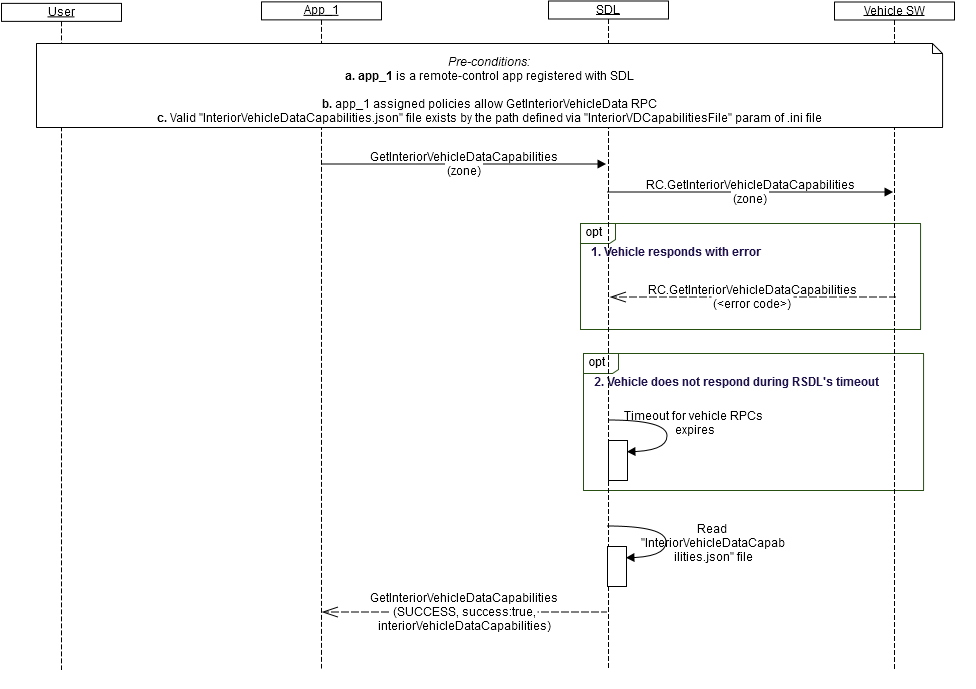 User
App_1
SDL
Vehicle SW
Pre-conditions:
a. app_1 is a remote-control app registered with SDL
b. app_1 assigned policies allow GetInteriorVehicleData RPC
c. Valid "InteriorVehicleDataCapabilities.json" file exists by the path defined via "InteriorVDCapabilitiesFile" param of .ini file
GetInteriorVehicleDataCapabilities
(zone)
RC.GetInteriorVehicleDataCapabilities
(zone)
opt
1. Vehicle responds with error
RC.GetInteriorVehicleDataCapabilities
(<error code>)
opt
2. Vehicle does not respond during RSDL's timeout
Timeout for vehicle RPCs
expires
Read
"InteriorVehicleDataCapab
ilities.json" file
GetInteriorVehicleDataCapabilities
(SUCCESS, success:true,
interiorVehicleDataCapabilities)